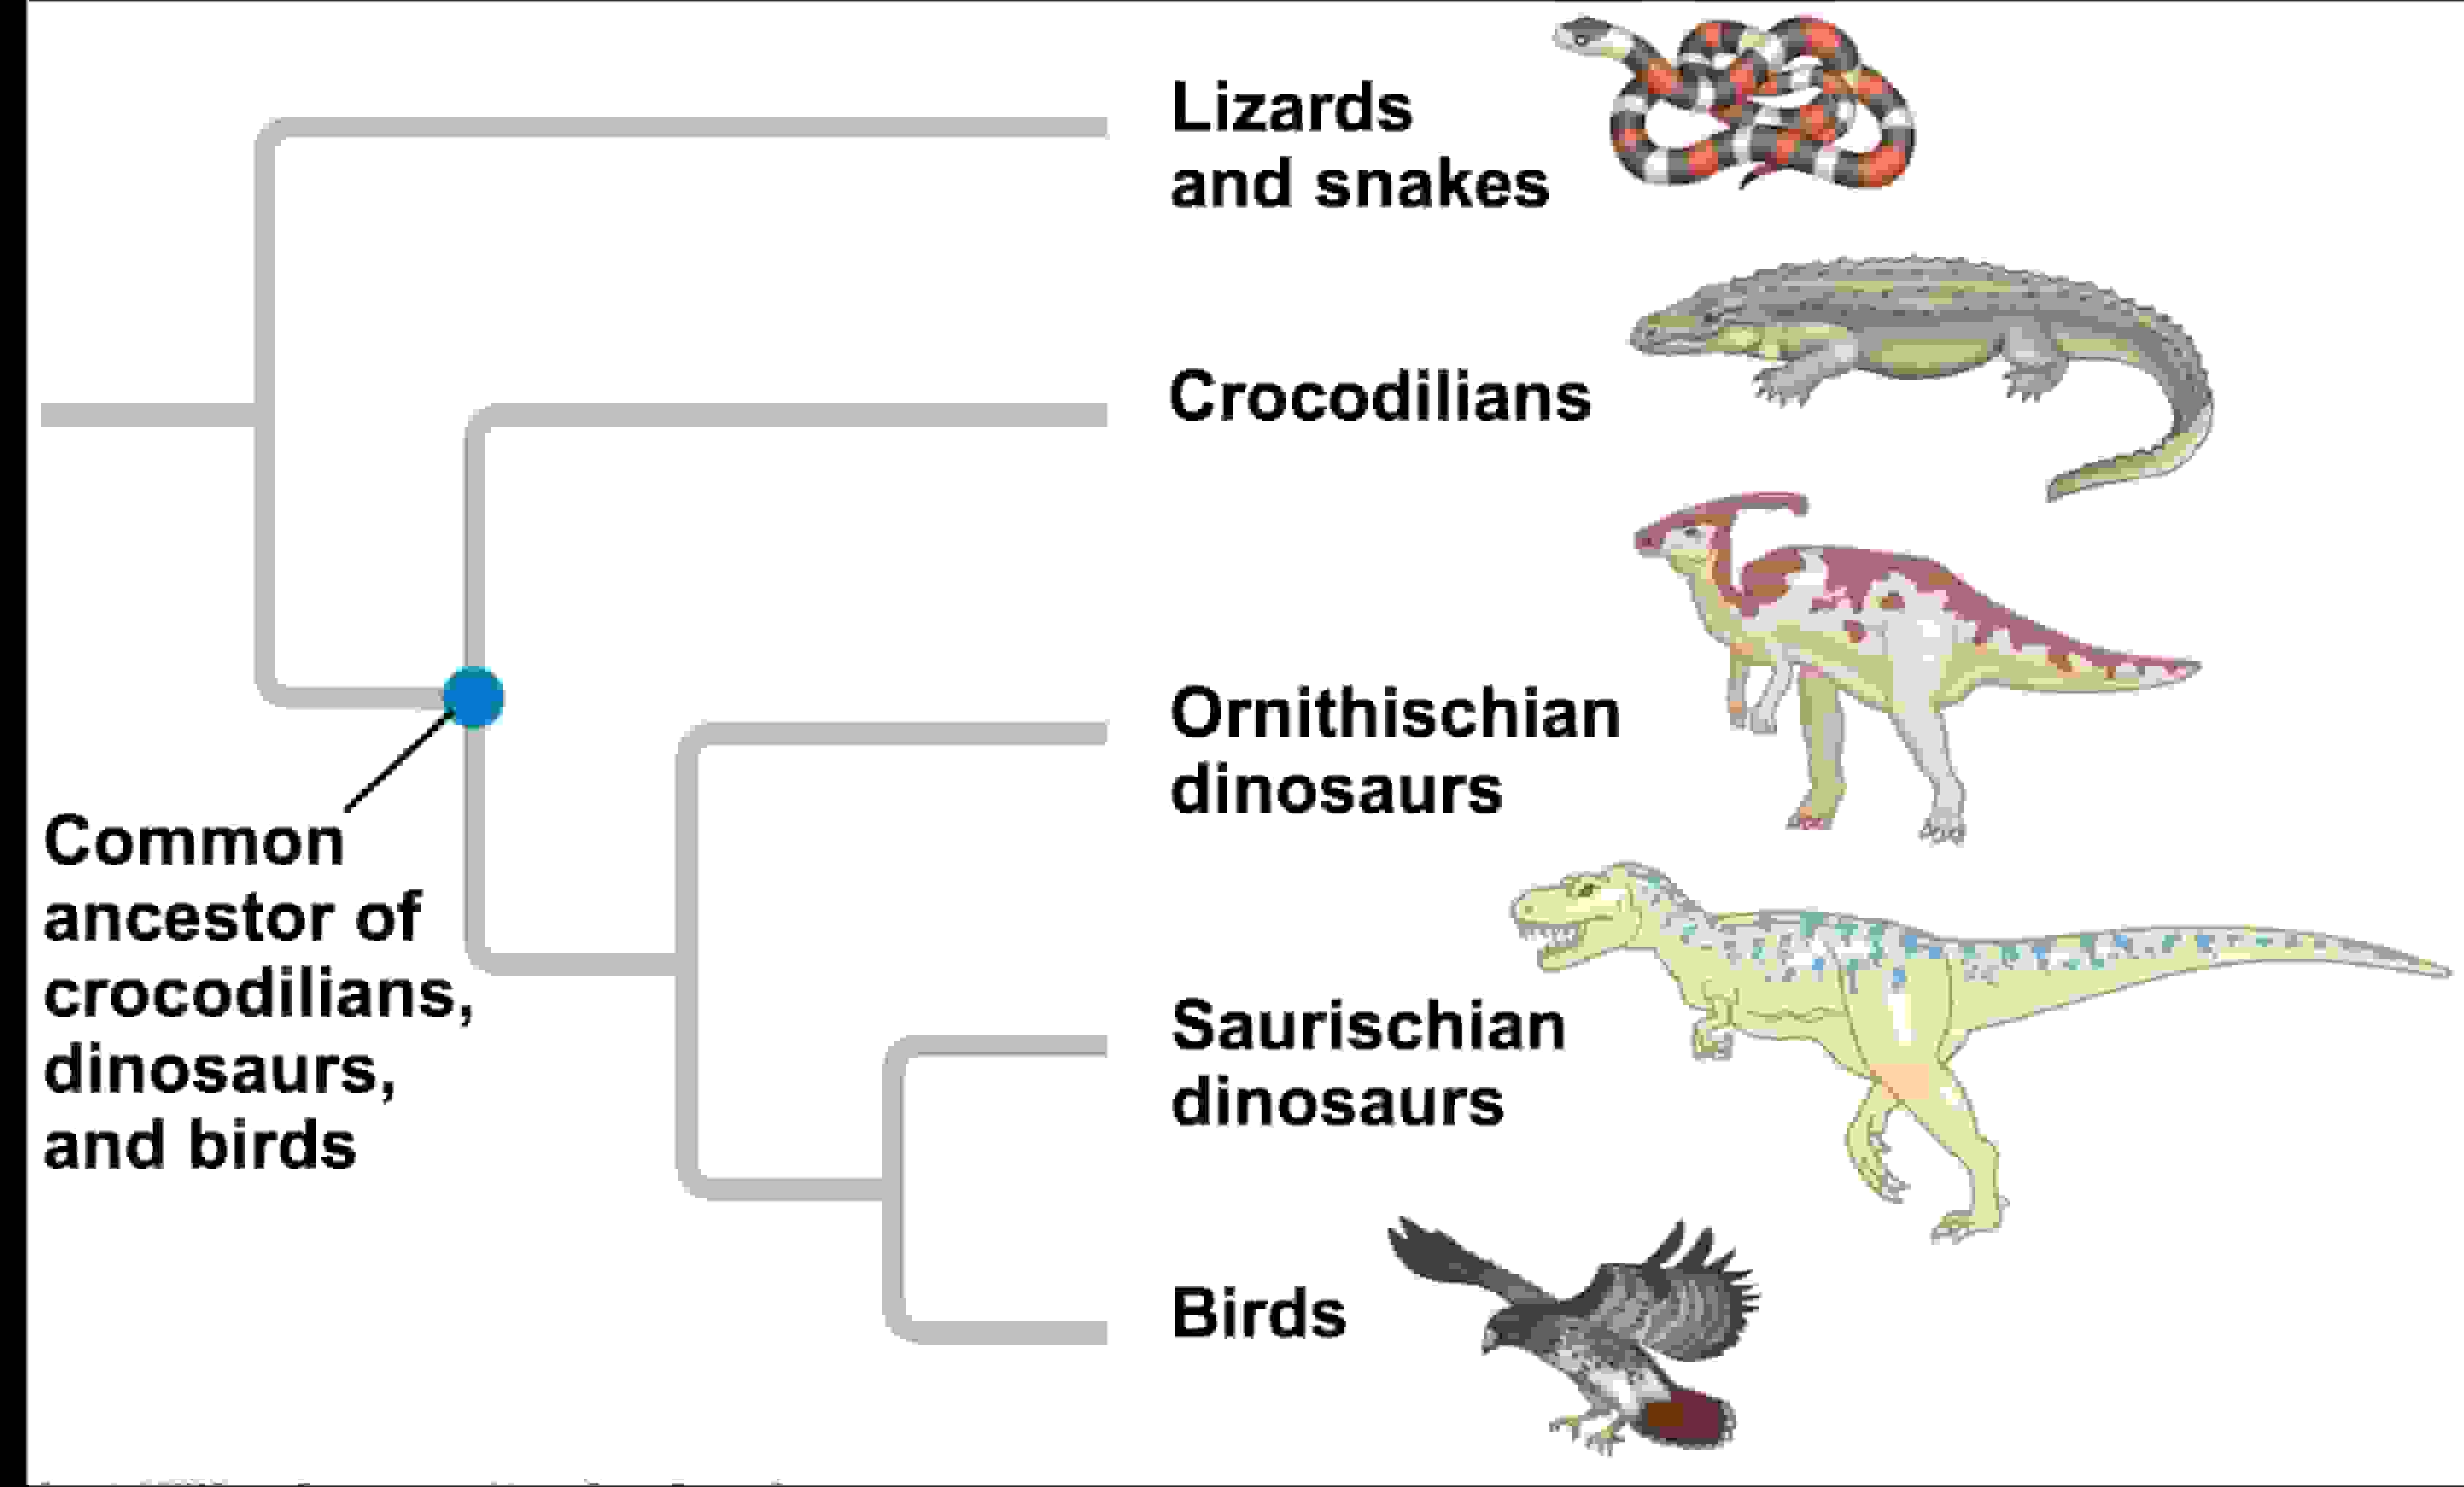 Lizards
and snakes
Crocodilians
Ornithischian
dinosaurs
Common
ancestor of
crocodilians,
dinosaurs,
and birds
Saurischian
dinosaurs
Birds